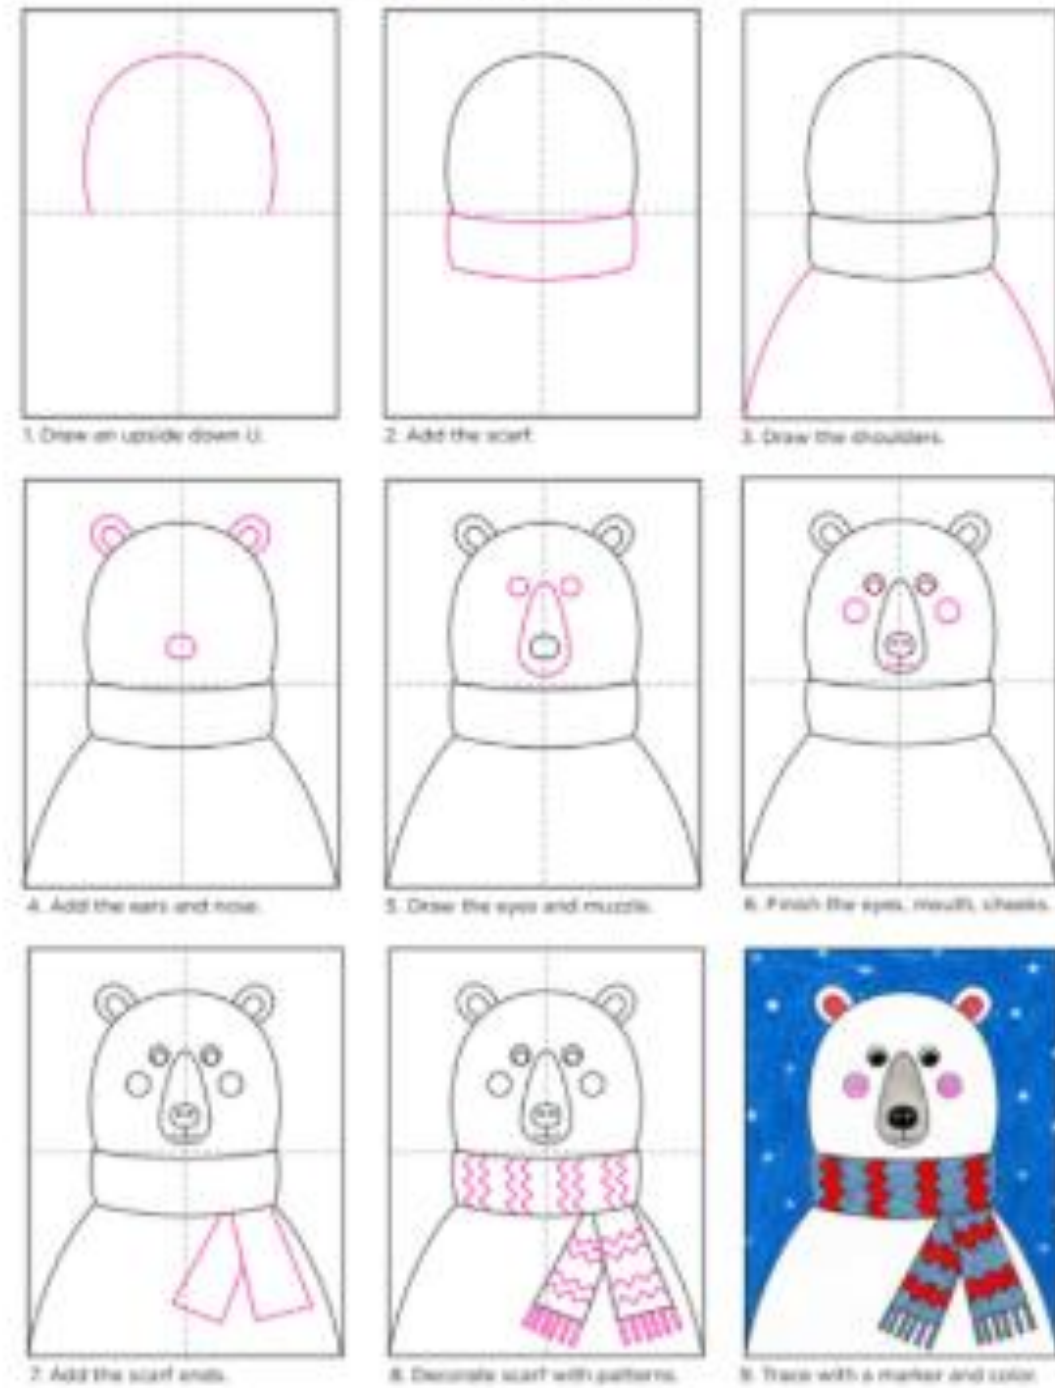 1. Draw an upside down U.
2. Add the scarf.
3. Draw the shoulders.
4. Add the ears and nose.
5. Draw the eyes and muzzle.
6. Finish the eyes, mouth, cheeks.
7. Add the scarf ends.
8. Decorate scarf with patterns.
9. Trace with a marker and color.